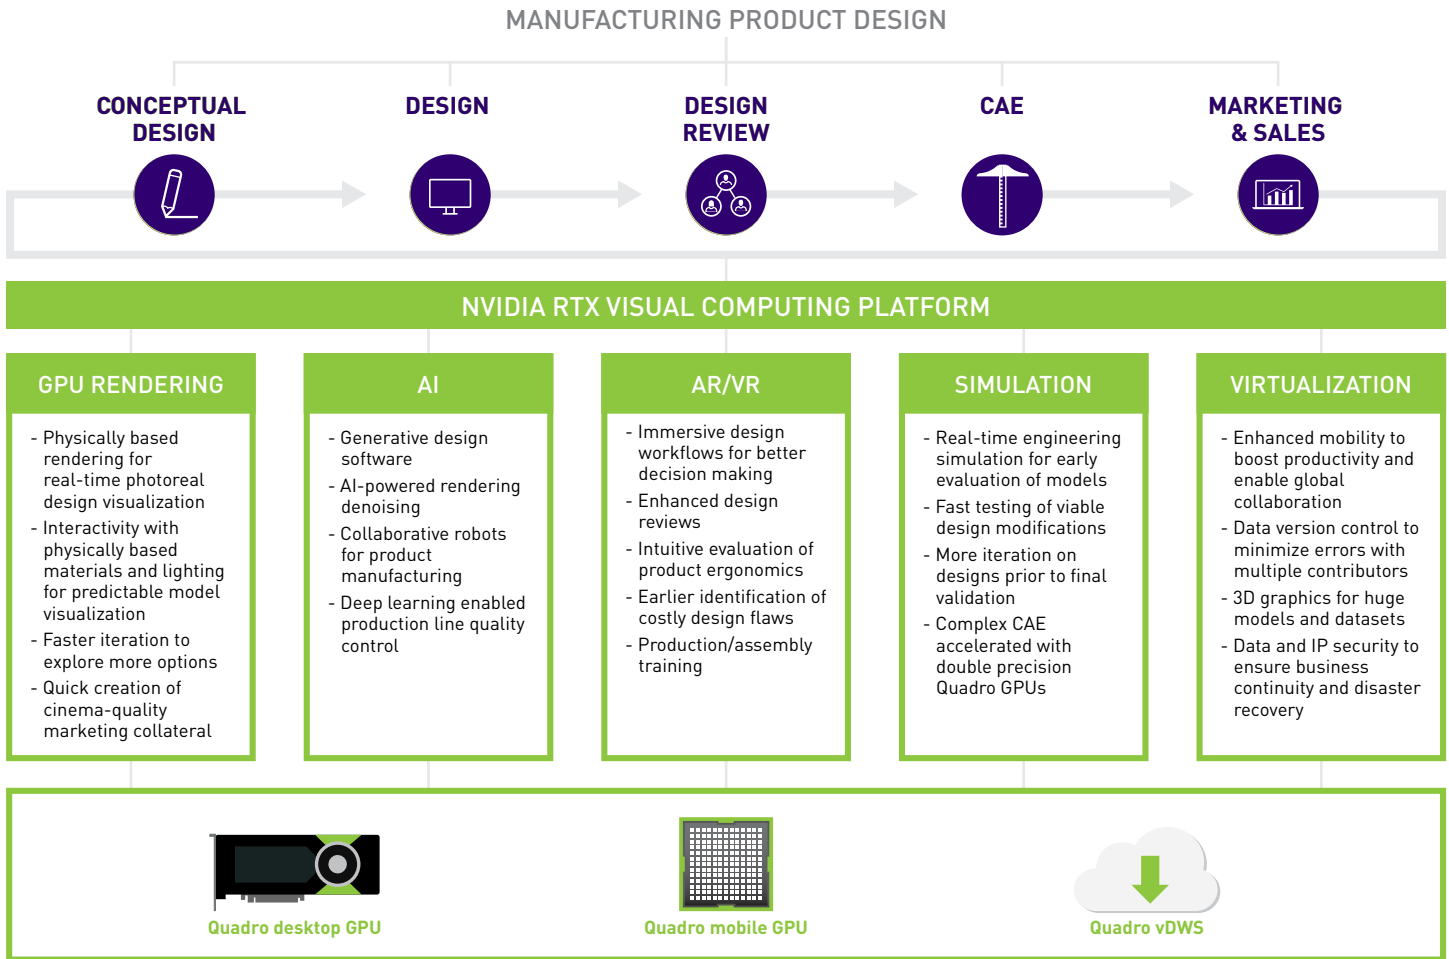 MANUFACTURING PRODUCT DESIGN
CONCEPTUAL
DESIGN
DESIGN
DESIGN
REVIEW
CAE
MARKETING
& SALES
NVIDIA RTX VISUAL COMPUTING PLATFORM
GPU RENDERING
- Physically based
rendering for
real-time photoreal
design visualization
- Interactivity with
physically based
materials and lighting
for predictable model
visualization
- Faster iteration to
explore more options
- Quick creation of
cinema-quality
marketing collateral
AI
- Generative design
software
- AI-powered rendering
denoising
- Collaborative robots
for product
manufacturing
- Deep learning enabled
production line quality
control
AR/VR
- Immersive design
workflows for better
decision making
- Enhanced design
reviews
- Intuitive evaluation of
product ergonomics
- Earlier identification of
costly design flaws
- Production/assembly
training
SIMULATION
- Real-time engineering
simulation for early
evaluation of models
- Fast testing of viable
design modifications
- More iteration on
designs prior to final
validation
- Complex CAE
accelerated with
double precision
Quadro GPUs
VIRTUALIZATION
- Enhanced mobility to
boost productivity and
enable global
collaboration
- Data version control to
minimize errors with
multiple contributors
- 3D graphics for huge
models and datasets
- Data and IP security to
ensure business
continuity and disaster
recovery
Quadro desktop GPU
Quadro mobile GPU
Quadro vDWS